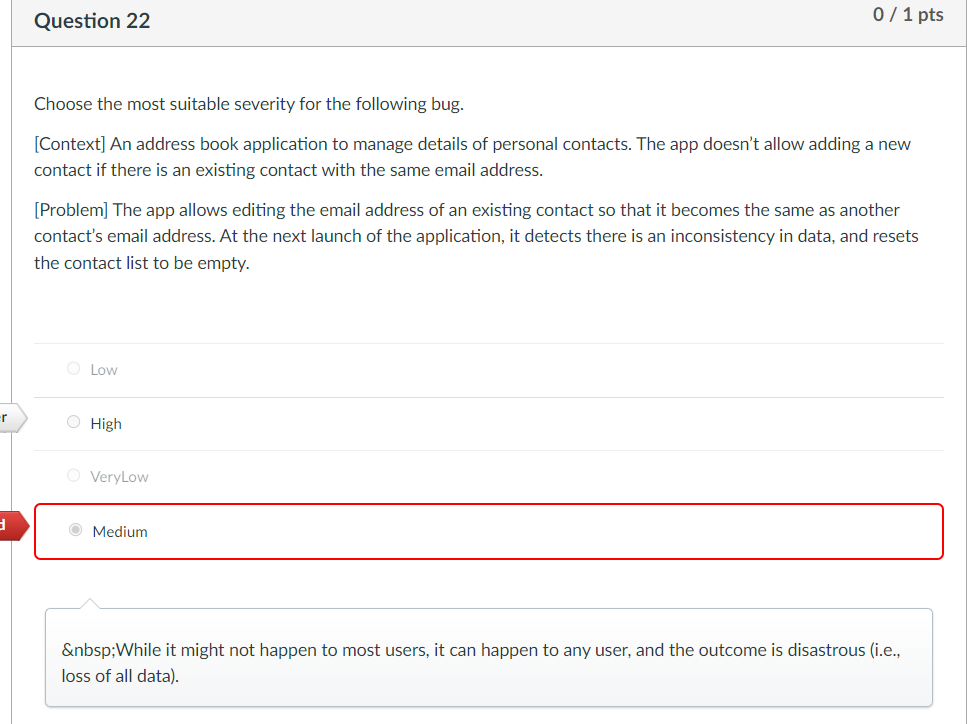 Question 22
0 / 1 pts
Choose the most suitable severity for the following bug.
[Context] An address book application to manage details of personal contacts. The app doesn’t allow adding a new
contact if there is an existing contact with the same email address.
[Problem] The app allows editing the email address of an existing contact so that it becomes the same as another
contact’s email address. At the next launch of the application, it detects there is an inconsistency in data, and resets
the contact list to be empty.
Low
r
High
VeryLow
d
Medium
&nbsp;While it might not happen to most users, it can happen to any user, and the outcome is disastrous (i.e.,
loss of all data).